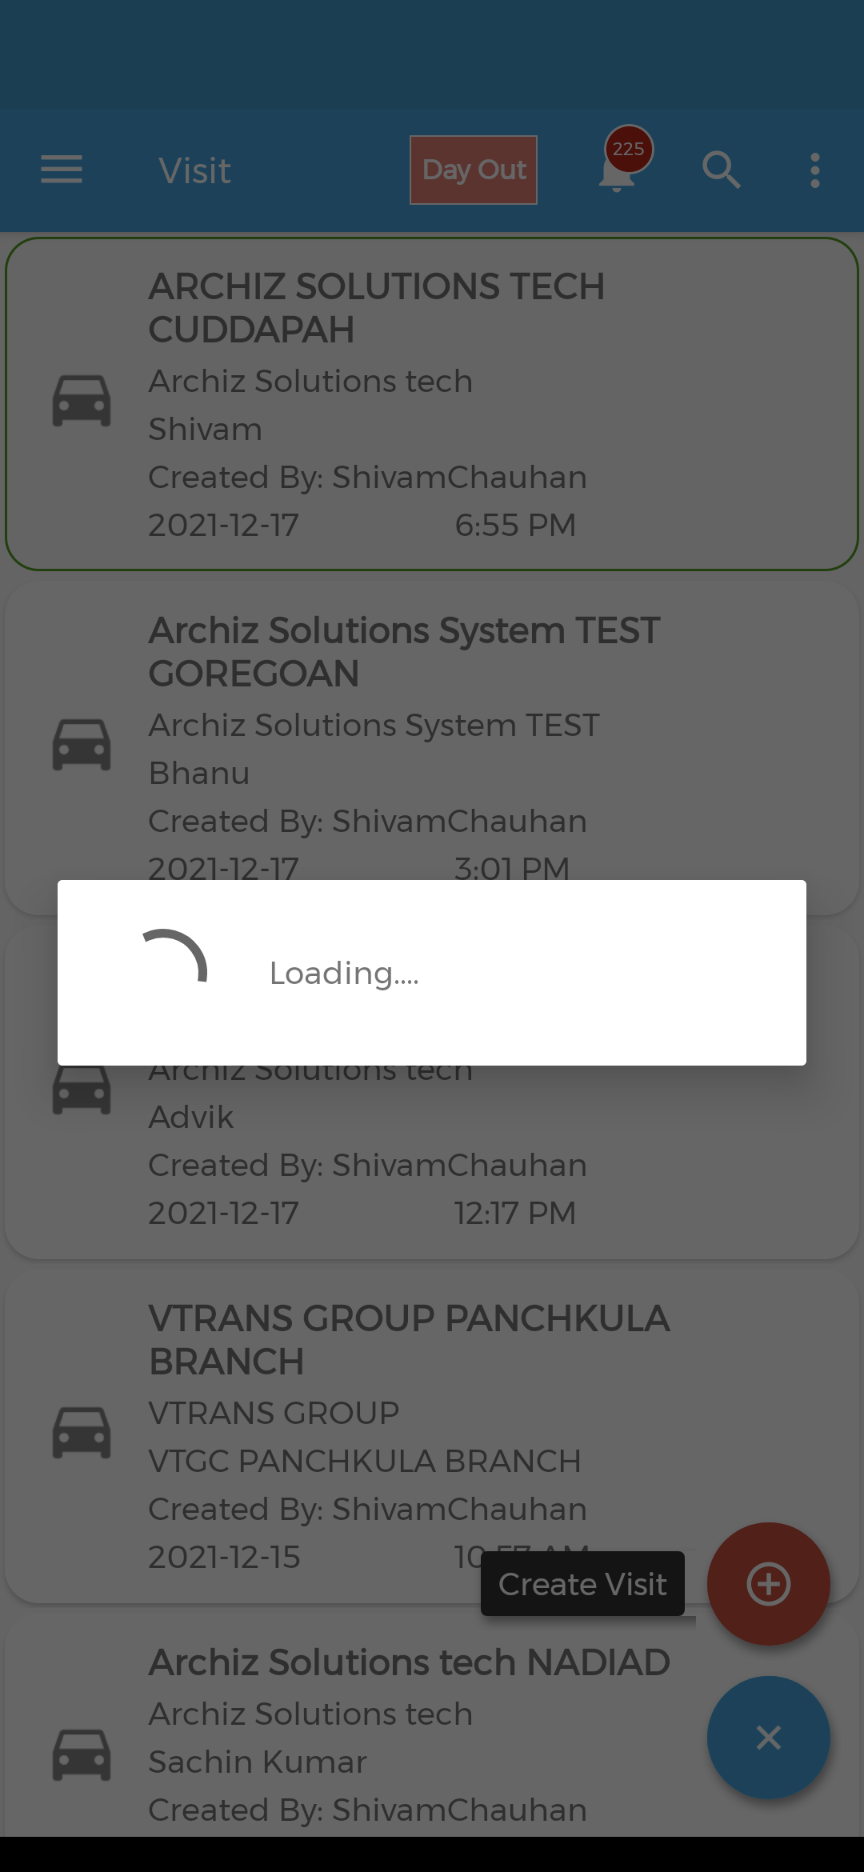 Visit
Day Out
225
ARCHIZ SOLUTIONS TECH
CUDDAPAH
Archiz Solutions tech
Shivam
Created By: ShivamChauhan
2021-12-17 6:55 PM
Archiz Solutions System TEST
GOREGOAN
Archiz Solutions System TEST
Bhanu
Created By: ShivamChauhan
2021-12-17 3:01 PM
Loading....
Archiz Solutions tech
Advik
Created By: ShivamChauhan
2021-12-17 12:17 PM
VTRANS GROUP PANCHKULA
BRANCH
VTRANS GROUP
VTGC PANCHKULA BRANCH
Created By: ShivamChauhan
2021-12-15 10:57 AM
Create Visit
Archiz Solutions tech NADIAD
Archiz Solutions tech
Sachin Kumar
Created By: ShivamChauhan